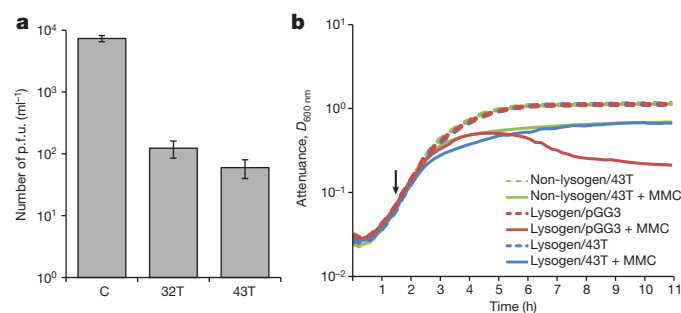 a
Number of p.f.u. (ml⁻¹)
10⁴
10³
10²
10¹
10⁰
C 32T 43T
b
Attenuance, D₆₀₀ ₙₘ
10¹
10⁰
10⁻¹
10⁻²
Non-lysogen/43T
Non-lysogen/43T + MMC
Lysogen/pGG3
Lysogen/pGG3 + MMC
Lysogen/43T
Lysogen/43T + MMC
1 2 3 4 5 6 7 8 9 10 11
Time (h)